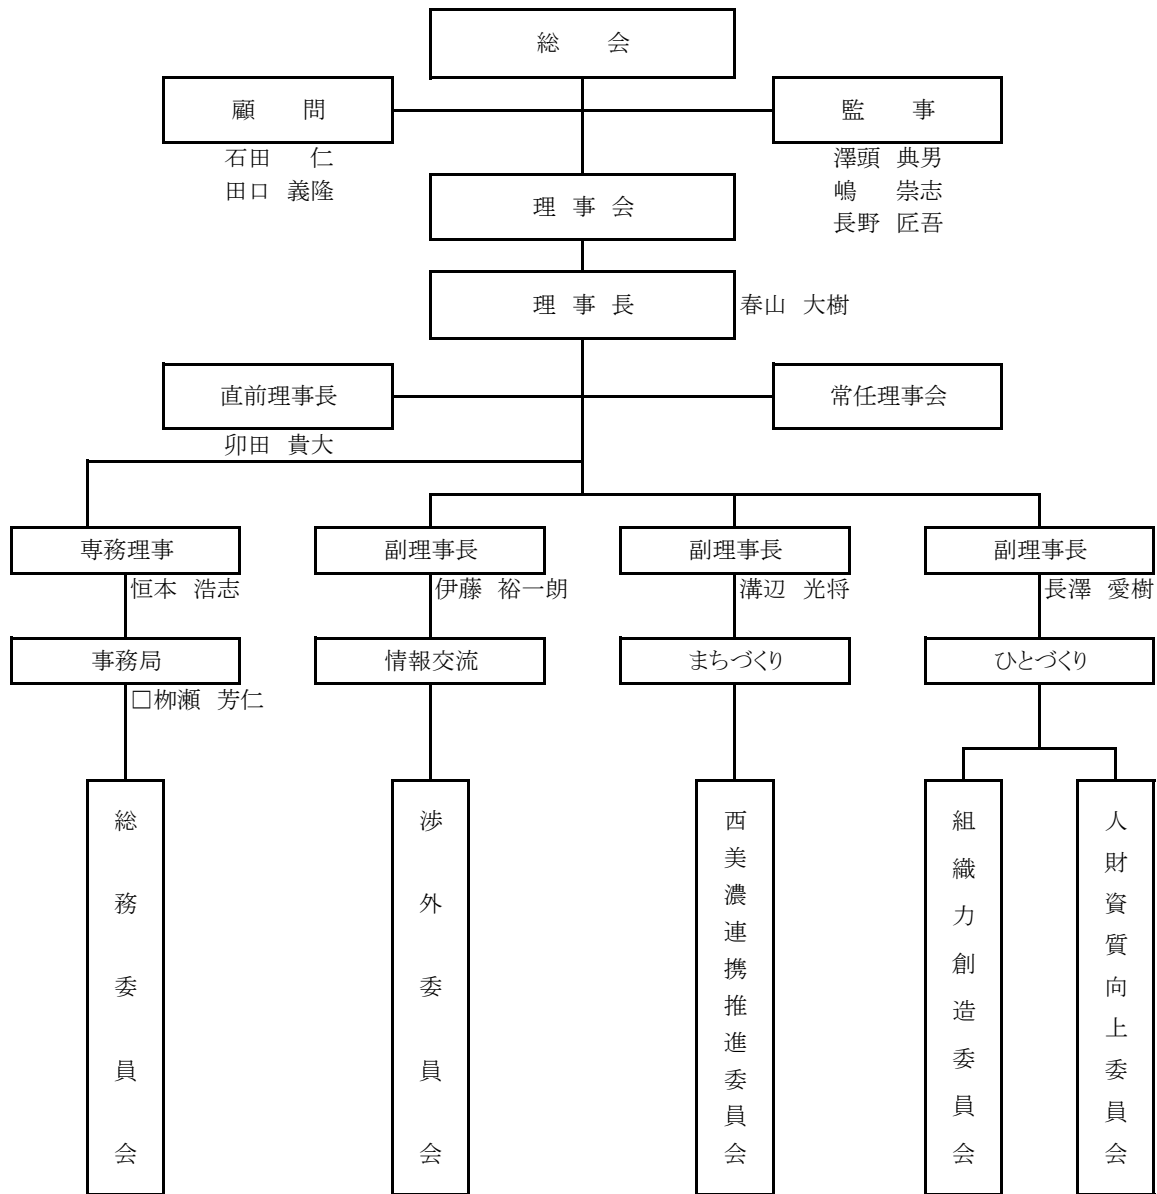 総　会
顧　問
監　事
石田　仁
田口 義隆
澤頭 典男
嶋　崇志
長野 匠吾
理 事 会
理 事 長
春山 大樹
直前理事長
常任理事会
卯田 貴大
専務理事
副理事長
副理事長
副理事長
恒本 浩志
伊藤 裕一朗
溝辺 光将
長澤 愛樹
事務局
情報交流
まちづくり
ひとづくり
□栁瀬 芳仁
総務委員会
渉外委員会
西美濃連携推進委員会
組織力創造委員会
人財資質向上委員会